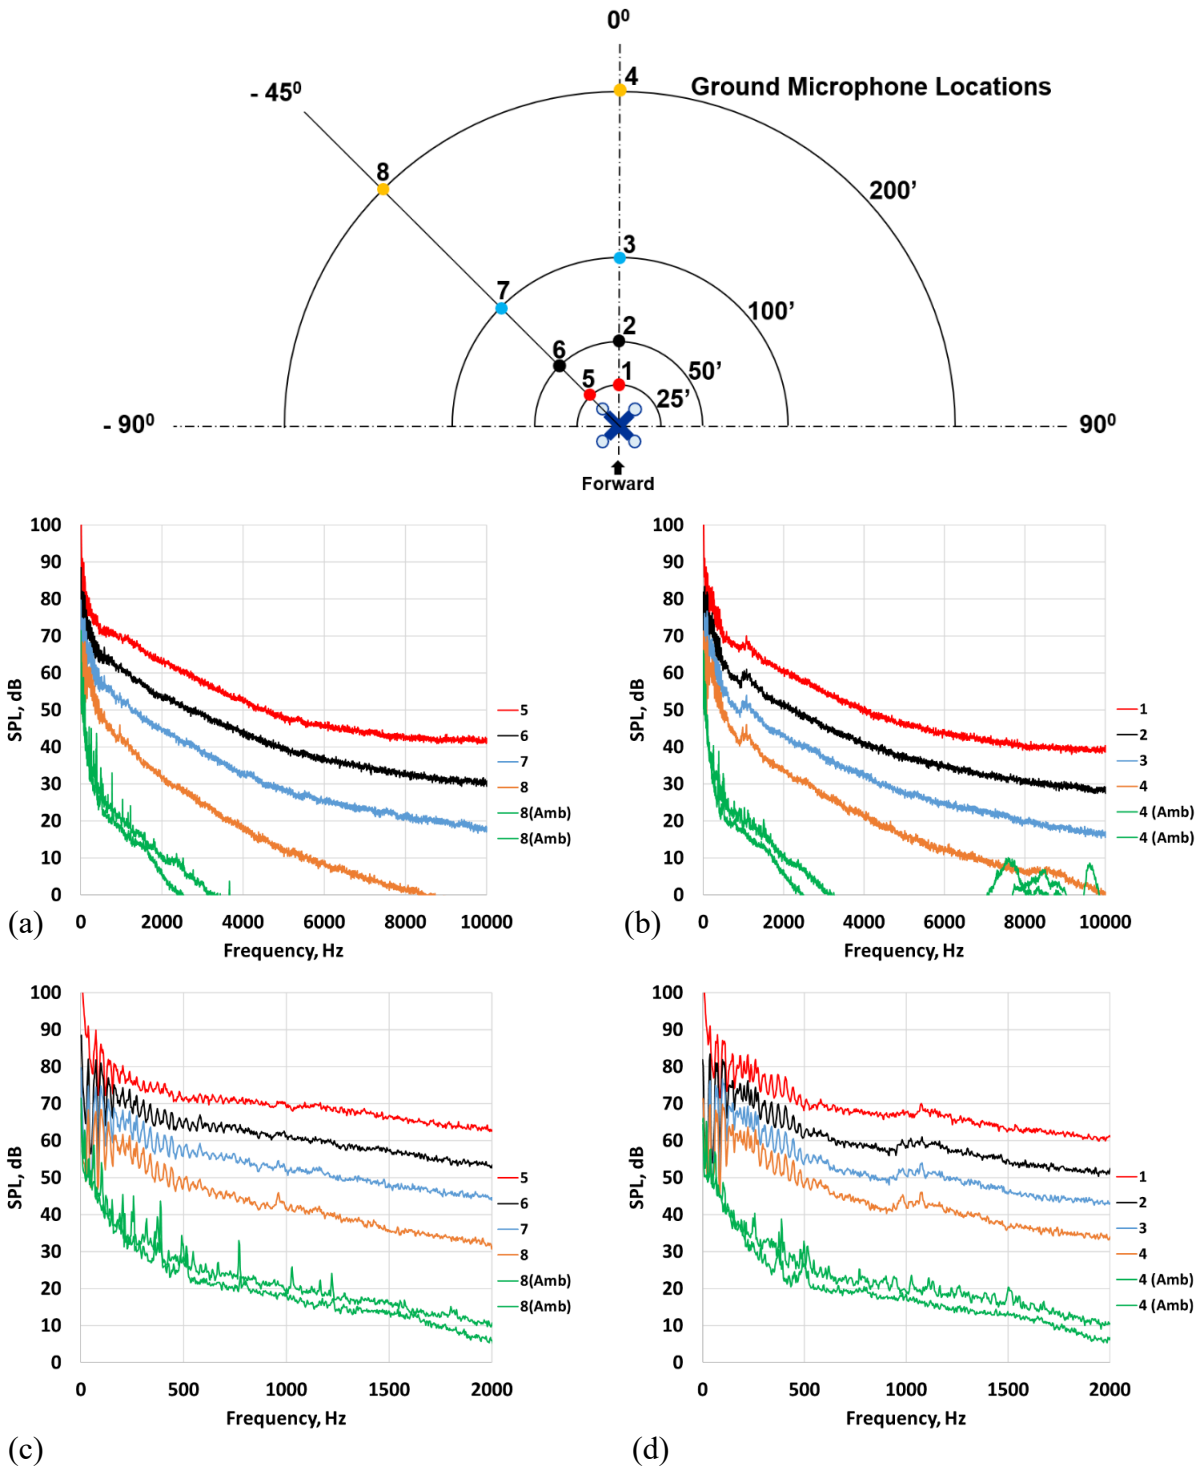 0⁰
4
Ground Microphone Locations
- 45⁰
8
200’
3
7
100’
2
6
50’
1
5
25’
- 90⁰
90⁰
Forward
100
90
80
70
60
50
40
30
20
10
0
SPL, dB
0 2000 4000 6000 8000 10000
Frequency, Hz
5
6
7
8
8(Amb)
8(Amb)
(a)
100
90
80
70
60
50
40
30
20
10
0
SPL, dB
0 2000 4000 6000 8000 10000
Frequency, Hz
1
2
3
4
4 (Amb)
4 (Amb)
(b)
100
90
80
70
60
50
40
30
20
10
0
SPL, dB
0 500 1000 1500 2000
Frequency, Hz
5
6
7
8
8(Amb)
8(Amb)
(c)
100
90
80
70
60
50
40
30
20
10
0
SPL, dB
0 500 1000 1500 2000
Frequency, Hz
1
2
3
4
4 (Amb)
4 (Amb)
(d)